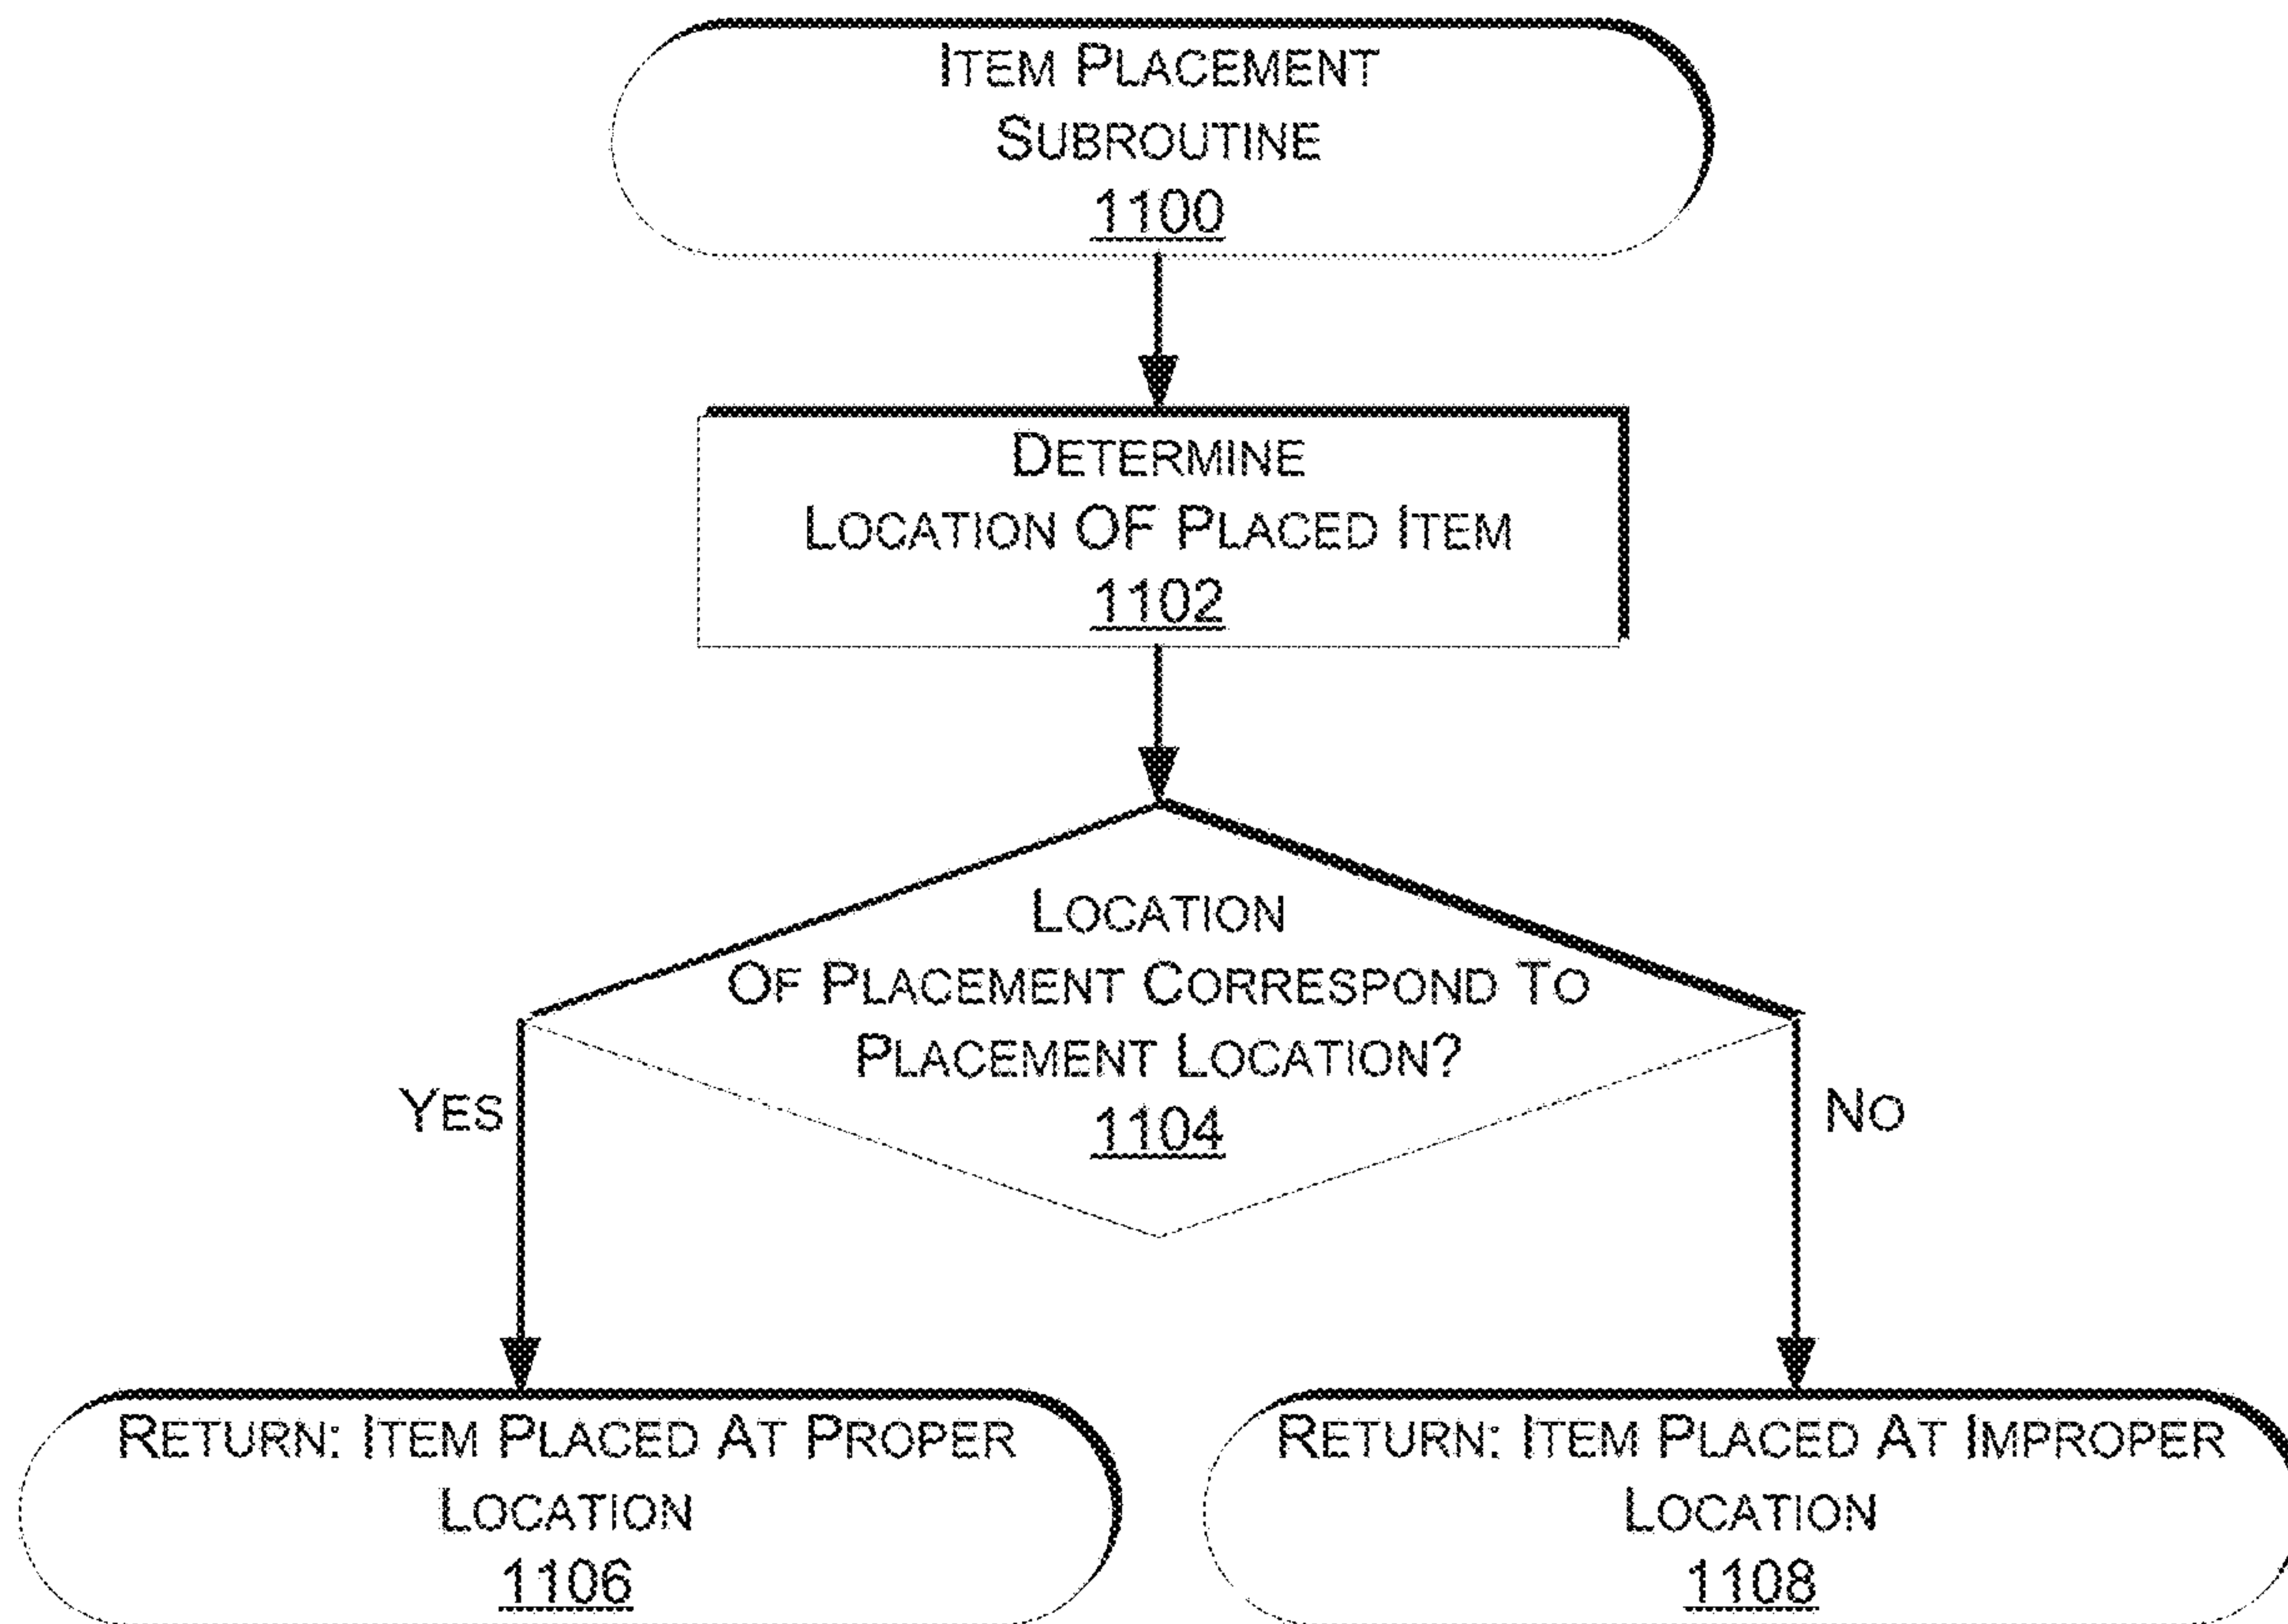 ITEM PLACEMENT
SUBROUTINE
1100
DETERMINE
LOCATION OF PLACED ITEM
1102
LOCATION
OF PLACEMENT CORRESPOND TO
PLACEMENT LOCATION?
1104
YES
NO
RETURN: ITEM PLACED AT PROPER
LOCATION
1106
RETURN: ITEM PLACED AT IMPROPER
LOCATION
1108